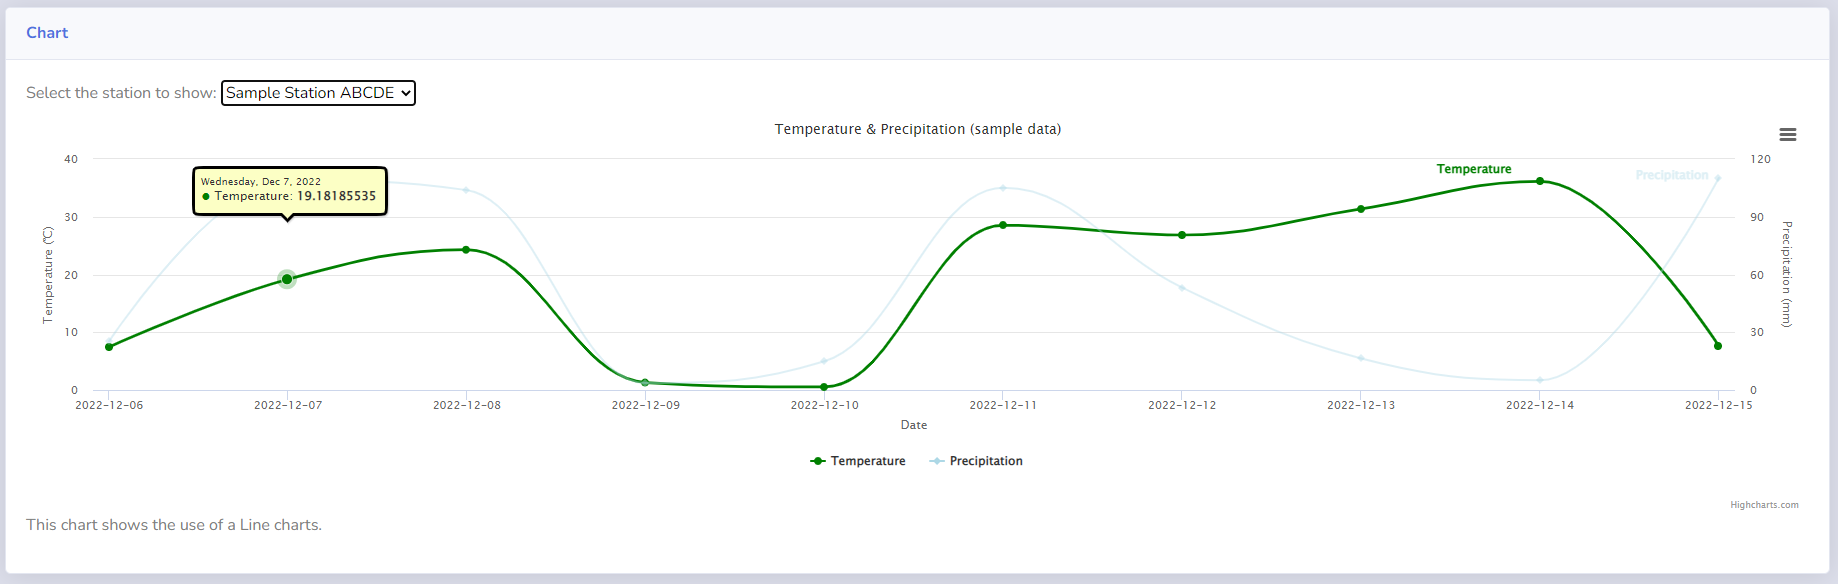 Chart
Select the station to show: Sample Station ABCDE
Temperature & Precipitation (sample data)
Temperature (℃)
40
30
20
10
0
Wednesday, Dec 7, 2022
● Temperature: 19.18185535
Temperature
Precipitation
120
90
60
30
0
Precipitation (mm)
2022-12-06 2022-12-07 2022-12-08 2022-12-09 2022-12-10 2022-12-11 2022-12-12 2022-12-13 2022-12-14 2022-12-15
Date
Temperature Precipitation
Highcharts.com
This chart shows the use of a Line charts.